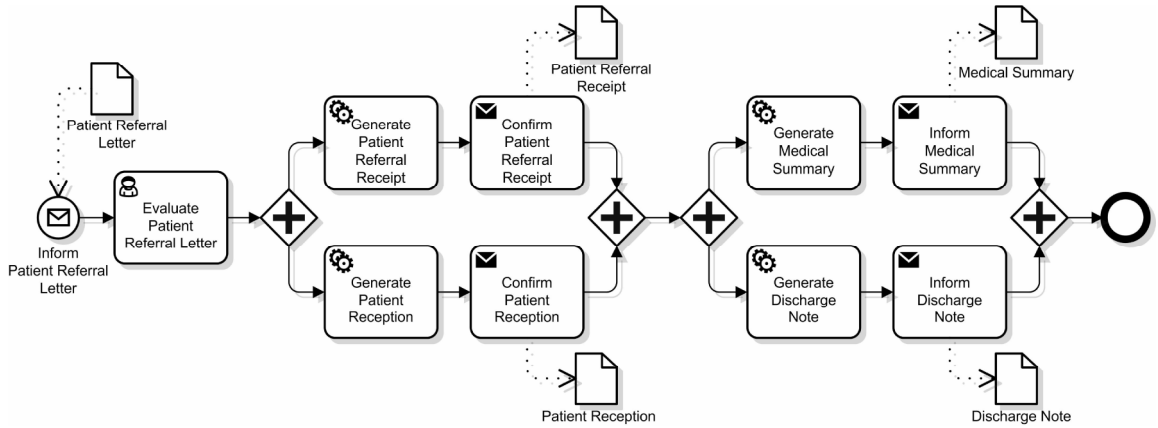 Patient Referral
Letter
Inform
Patient Referral
Letter
Evaluate
Patient
Referral Letter
Generate
Patient
Referral
Receipt
Confirm
Patient
Referral
Receipt
Patient Referral
Receipt
Generate
Patient
Reception
Confirm
Patient
Reception
Patient Reception
Generate
Medical
Summary
Inform
Medical
Summary
Medical Summary
Generate
Discharge
Note
Inform
Discharge
Note
Discharge Note